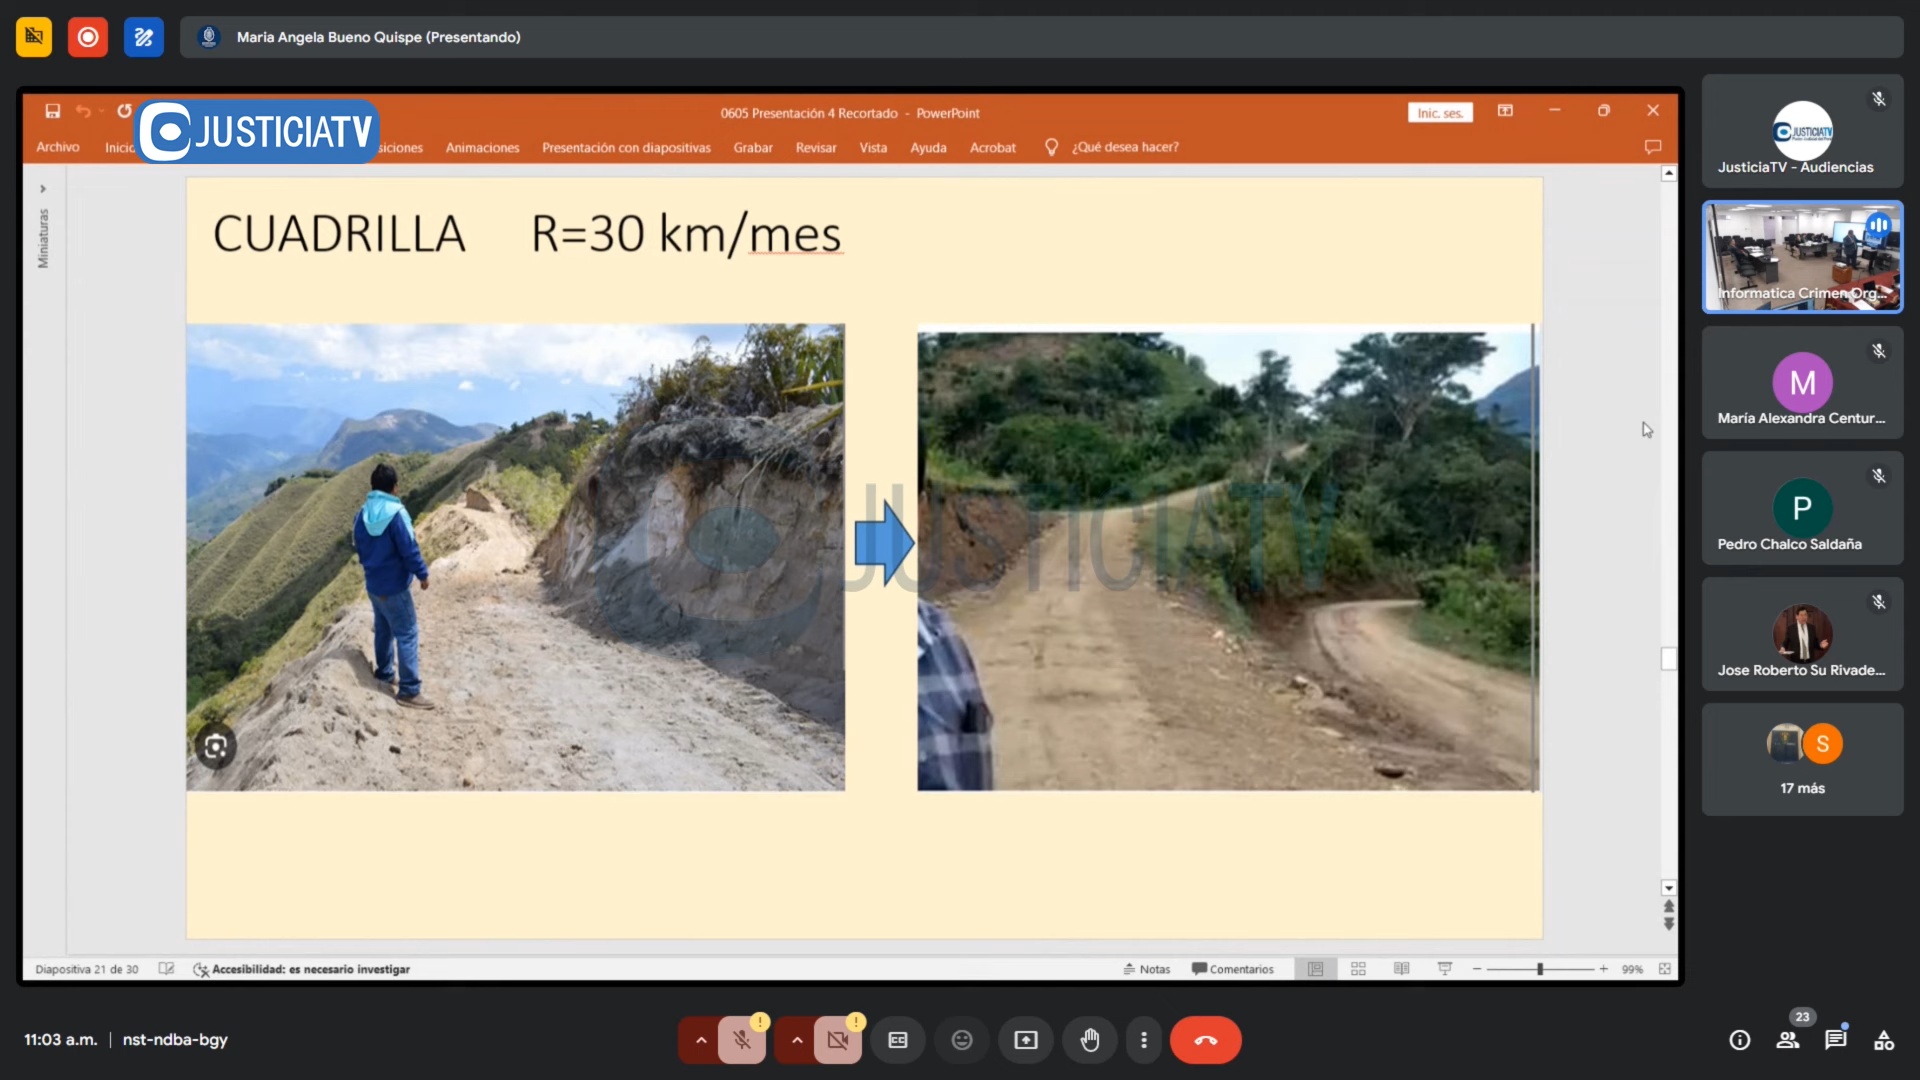 Maria Angela Bueno Quispe (Presentando)
0605 Presentación 4 Recortado - PowerPoint
Inic. ses.
JUSTICIATV
Archivo
Inicio
siciones
Animaciones
Presentación con diapositivas
Grabar
Revisar
Vista
Ayuda
Acrobat
¿Qué desea hacer?
Miniaturas
CUADRILLA R=30 km/mes
JUSTICIATV
Diapositiva 21 de 30
Accesibilidad: es necesario investigar
Notas
Comentarios
99%
JUSTICIATV
JusticiaTV - Audiencias
Informatica Crimen Org...
M
María Alexandra Centur...
P
Pedro Chalco Saldaña
Jose Roberto Su Rivade...
S
17 más
11:03 a.m. | nst-ndba-bgy
23